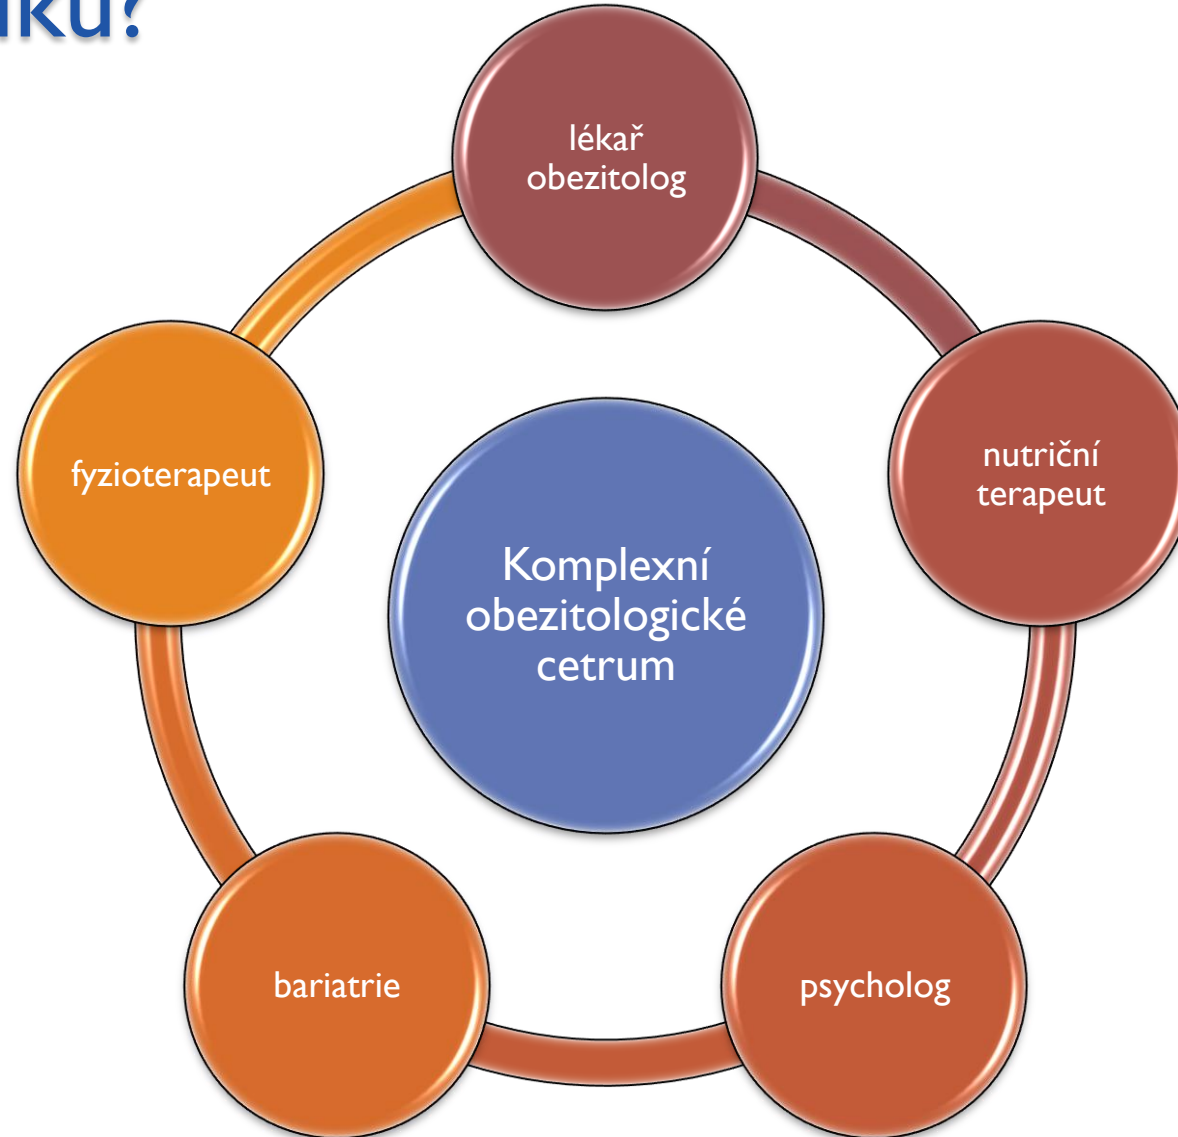 lékař
obezitolog
fyzioterapeut
nutriční
terapeut
Komplexní
obezitologické
cetrum
bariatrie
psycholog